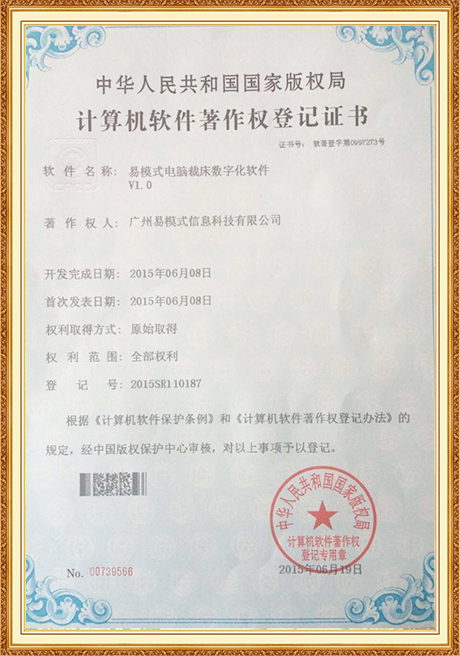 中华人民共和国国家版权局
计算机软件著作权登记证书
证书号： 软著登字第0997273号
软件名称： 易模式电脑裁床数字化软件
V1.0
著作权人： 广州易模式信息科技有限公司
开发完成日期： 2015年06月08日
首次发表日期： 2015年06月08日
权利取得方式： 原始取得
权利范围： 全部权利
登记号： 2015SR110187
根据《计算机软件保护条例》和《计算机软件著作权登记办法》的
规定，经中国版权保护中心审核，对以上事项予以登记。
中华人民共和国国家版权局
计算机软件著作权
登记专用章
No. 00739566
2015年06月19日